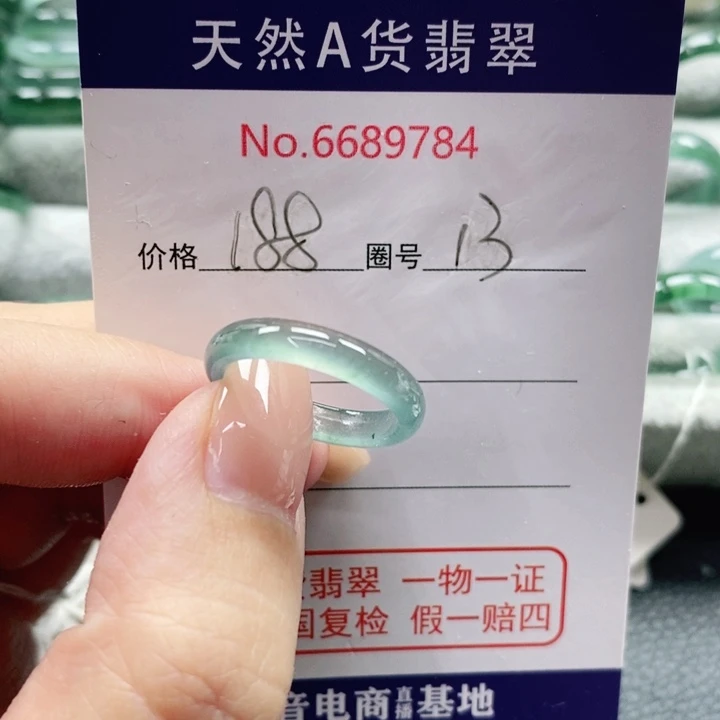 天然A货翡翠
No.6689784
价格 188 圈号 13
翡翠 一物一证
国复检 假一赔四
音电商直播基地